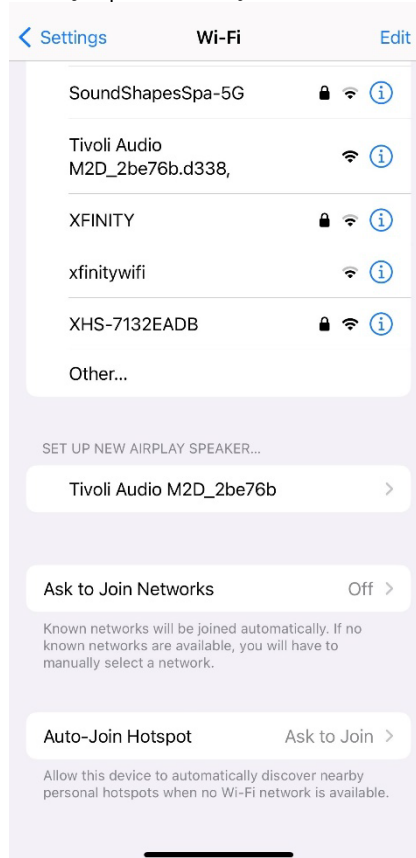 Settings
Wi-Fi
Edit
SoundShapesSpa-5G
Tivoli Audio
M2D_2be76b.d338,
XFINITY
xfinitywifi
XHS-7132EADB
Other...
SET UP NEW AIRPLAY SPEAKER...
Tivoli Audio M2D_2be76b
Ask to Join Networks Off
Known networks will be joined automatically. If no
known networks are available, you will have to
manually select a network.
Auto-Join Hotspot Ask to Join
Allow this device to automatically discover nearby
personal hotspots when no Wi-Fi network is available.